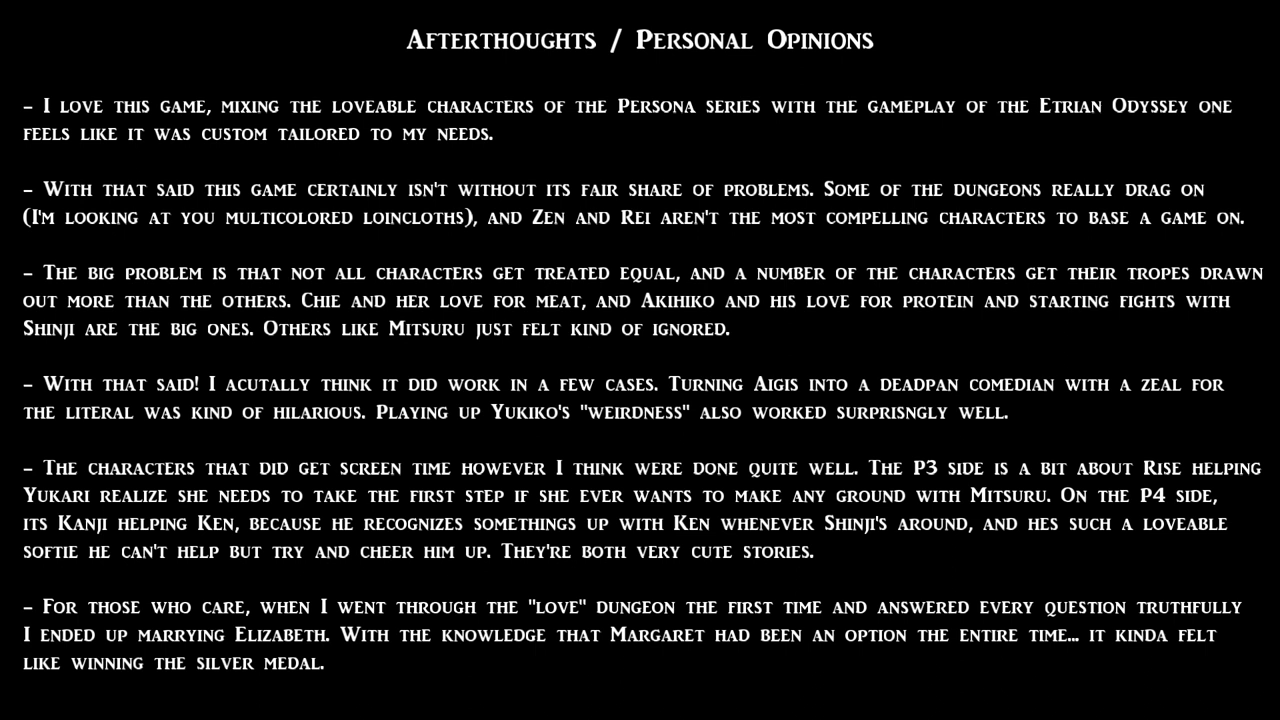 Afterthoughts / Personal Opinions
- I love this game, mixing the loveable characters of the Persona series with the gameplay of the Etrian Odyssey one
feels like it was custom tailored to my needs.
- With that said this game certainly isn't without its fair share of problems. Some of the dungeons really drag on
(I'm looking at you multicolored loincloths), and Zen and Rei aren't the most compelling characters to base a game on.
- The big problem is that not all characters get treated equal, and a number of the characters get their tropes drawn
out more than the others. Chie and her love for meat, and Akihiko and his love for protein and starting fights with
Shinji are the big ones. Others like Mitsuru just felt kind of ignored.
- With that said! I acutally think it did work in a few cases. Turning Aigis into a deadpan comedian with a zeal for
the literal was kind of hilarious. Playing up Yukiko's "weirdness" also worked surprisngly well.
- The characters that did get screen time however I think were done quite well. The P3 side is a bit about Rise helping
Yukari realize she needs to take the first step if she ever wants to make any ground with Mitsuru. On the P4 side,
its Kanji helping Ken, because he recognizes somethings up with Ken whenever Shinji's around, and hes such a loveable
softie he can't help but try and cheer him up. They're both very cute stories.
- For those who care, when I went through the "love" dungeon the first time and answered every question truthfully
I ended up marrying Elizabeth. With the knowledge that Margaret had been an option the entire time... it kinda felt
like winning the silver medal.